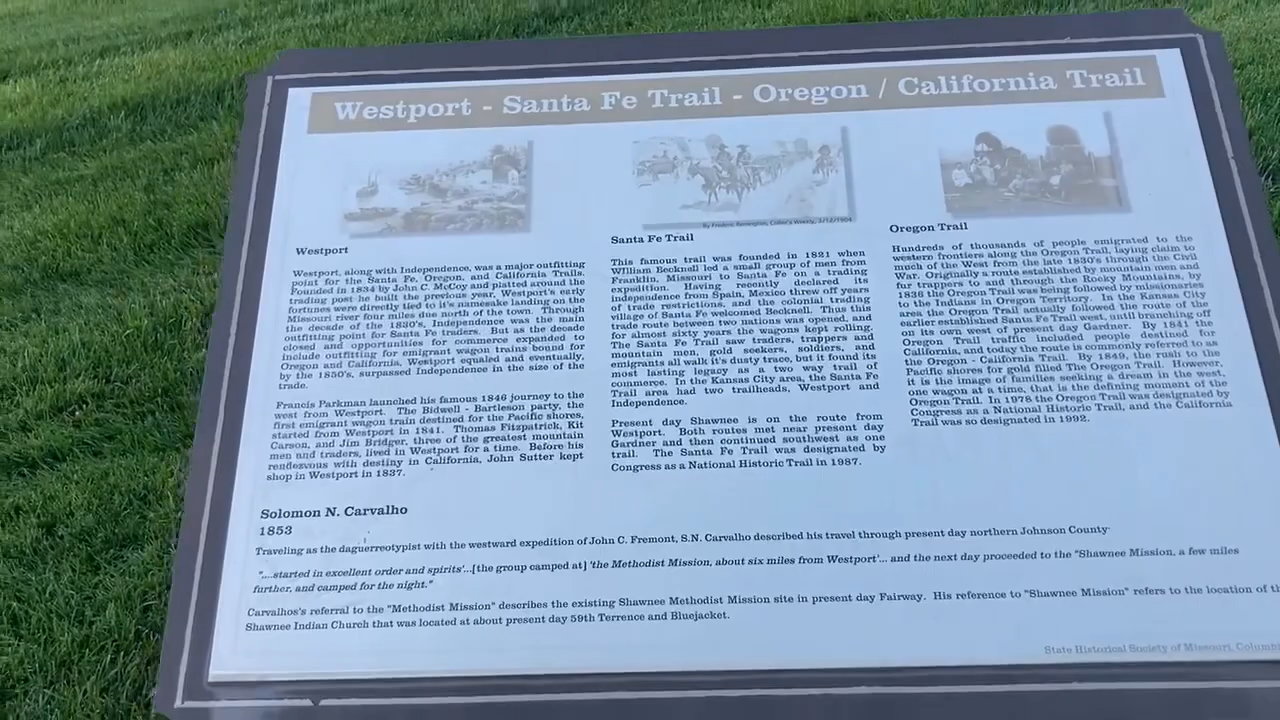 Westport - Santa Fe Trail - Oregon / California Trail
By Frederic Remington, Collier's Weekly, 3/12/1904
Westport
Westport, along with Independence, was a major outfitting
point for the Santa Fe, Oregon, and California Trails.
Founded in 1834 by John C. McCoy and platted around the
trading post he built the previous year, Westport's early
fortunes were directly tied to it's namesake landing on the
Missouri river four miles due north of the town. Through
the decade of the 1830's, Independence was the main
outfitting point for Santa Fe traders. But as the decade
closed and opportunities for commerce expanded to
include outfitting for emigrant wagon trains bound for
Oregon and California, Westport equaled and eventually,
by the 1850's, surpassed Independence in the size of the
trade.
Francis Parkman launched his famous 1846 journey to the
west from Westport. The Bidwell - Bartleson party, the
first emigrant wagon train destined for the Pacific shores,
started from Westport in 1841. Thomas Fitzpatrick, Kit
Carson, and Jim Bridger, three of the greatest mountain
men and traders, lived in Westport for a time. Before his
rendezvous with destiny in California, John Sutter kept
shop in Westport in 1837.
Santa Fe Trail
This famous trail was founded in 1821 when
William Becknell led a small group of men from
Franklin, Missouri to Santa Fe on a trading
expedition. Having recently declared its
independence from Spain, Mexico threw off years
of trade restrictions, and the colonial trading
village of Santa Fe welcomed Becknell. Thus this
trade route between two nations was opened, and
for almost sixty years the wagons kept rolling.
The Santa Fe Trail saw traders, trappers and
mountain men, gold seekers, soldiers, and
emigrants all walk it's dusty trace, but it found its
most lasting legacy as a two way trail of
commerce. In the Kansas City area, the Santa Fe
Trail area had two trailheads, Westport and
Independence.
Present day Shawnee is on the route from
Westport. Both routes met near present day
Gardner and then continued southwest as one
trail. The Santa Fe Trail was designated by
Congress as a National Historic Trail in 1987.
Oregon Trail
Hundreds of thousands of people emigrated to the
western frontiers along the Oregon Trail, laying claim to
much of the West from the late 1830's through the Civil
War. Originally a route established by mountain men and
fur trappers to and through the Rocky Mountains, by
1836 the Oregon Trail was being followed by missionaries
to the Indians in Oregon Territory. In the Kansas City
area the Oregon Trail actually followed the route of the
earlier established Santa Fe Trail west, until branching off
on its own west of present day Gardner. By 1841 the
Oregon Trail traffic included people destined for
California, and today the route is commonly referred to as
the Oregon - California Trail. By 1849, the rush to the
Pacific shores for gold filled The Oregon Trail. However,
it is the image of families seeking a dream in the west,
one wagon at a time, that is the defining moment of the
Oregon Trail. In 1978 the Oregon Trail was designated by
Congress as a National Historic Trail, and the California
Trail was so designated in 1992.
Solomon N. Carvalho
1853
Traveling as the daguerreotypist with the westward expedition of John C. Fremont, S.N. Carvalho described his travel through present day northern Johnson County
"....started in excellent order and spirits'...[the group camped at] 'the Methodist Mission, about six miles from Westport'... and the next day proceeded to the "Shawnee Mission, a few miles
further, and camped for the night."
Carvalhos's referral to the "Methodist Mission" describes the existing Shawnee Methodist Mission site in present day Fairway. His reference to "Shawnee Mission" refers to the location of th
Shawnee Indian Church that was located at about present day 59th Terrence and Bluejacket.
State Historical Society of Missouri, Columbi